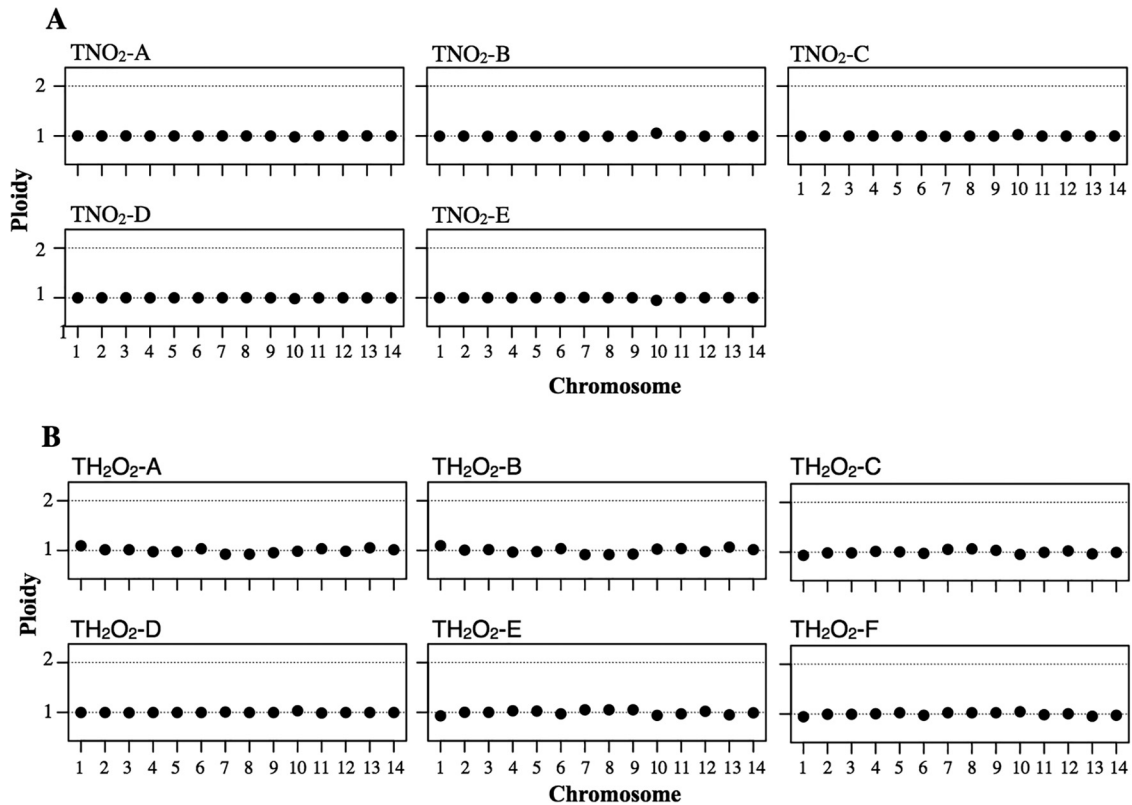 A
TNO₂-A TNO₂-B TNO₂-C
2
1
1 2 3 4 5 6 7 8 9 10 11 12 13 14
Ploidy
TNO₂-D TNO₂-E
2
1
1
1 2 3 4 5 6 7 8 9 10 11 12 13 14 1 2 3 4 5 6 7 8 9 10 11 12 13 14
Chromosome
B
TH₂O₂-A TH₂O₂-B TH₂O₂-C
2
1
Ploidy
TH₂O₂-D TH₂O₂-E TH₂O₂-F
2
1
1 2 3 4 5 6 7 8 9 10 11 12 13 14 1 2 3 4 5 6 7 8 9 10 11 12 13 14 1 2 3 4 5 6 7 8 9 10 11 12 13 14
Chromosome